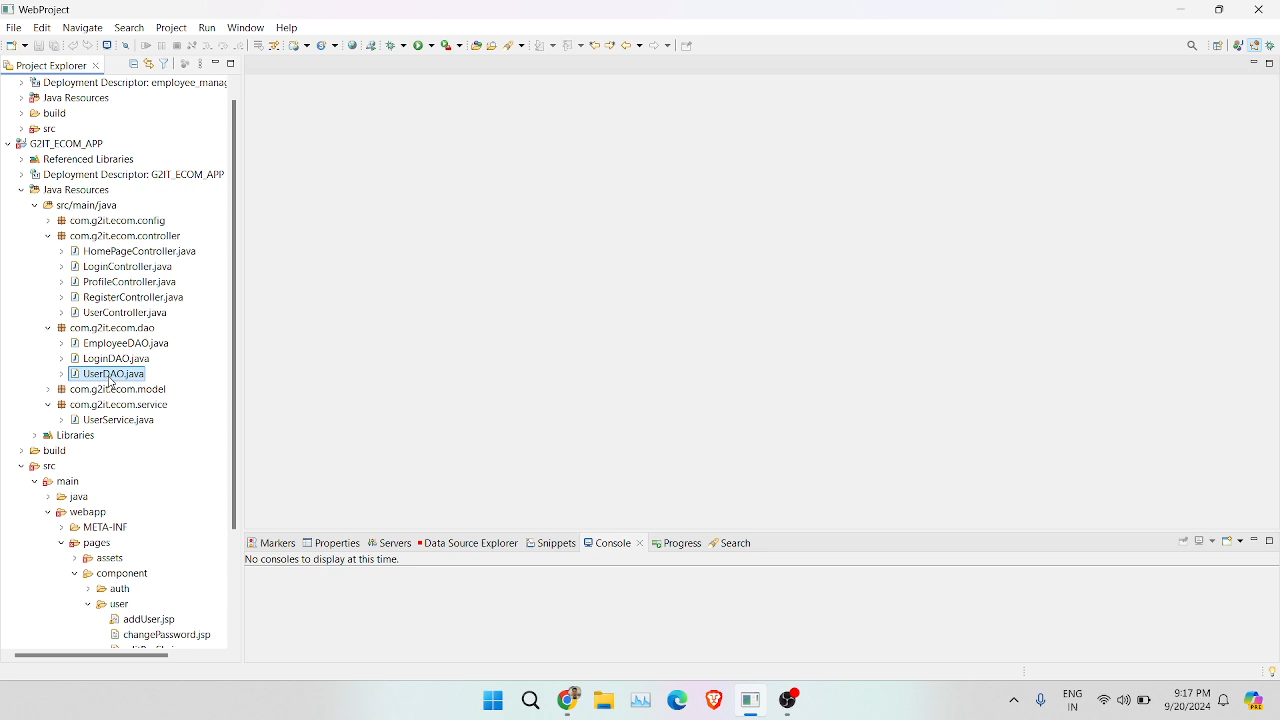 WebProject
File Edit Navigate Search Project Run Window Help
Project Explorer
Deployment Descriptor: employee_manag
Java Resources
build
src
G2IT_ECOM_APP
Referenced Libraries
Deployment Descriptor: G2IT_ECOM_APP
Java Resources
src/main/java
com.g2it.ecom.config
com.g2it.ecom.controller
HomePageController.java
LoginController.java
ProfileController.java
RegisterController.java
UserController.java
com.g2it.ecom.dao
EmployeeDAO.java
LoginDAO.java
UserDAO.java
com.g2it.ecom.model
com.g2it.ecom.service
UserService.java
Libraries
build
src
main
java
webapp
META-INF
pages
assets
component
auth
user
addUser.jsp
changePassword.jsp
Markers Properties Servers Data Source Explorer Snippets Console Progress Search
No consoles to display at this time.
ENG
IN
9:17 PM
9/20/2024
PRE